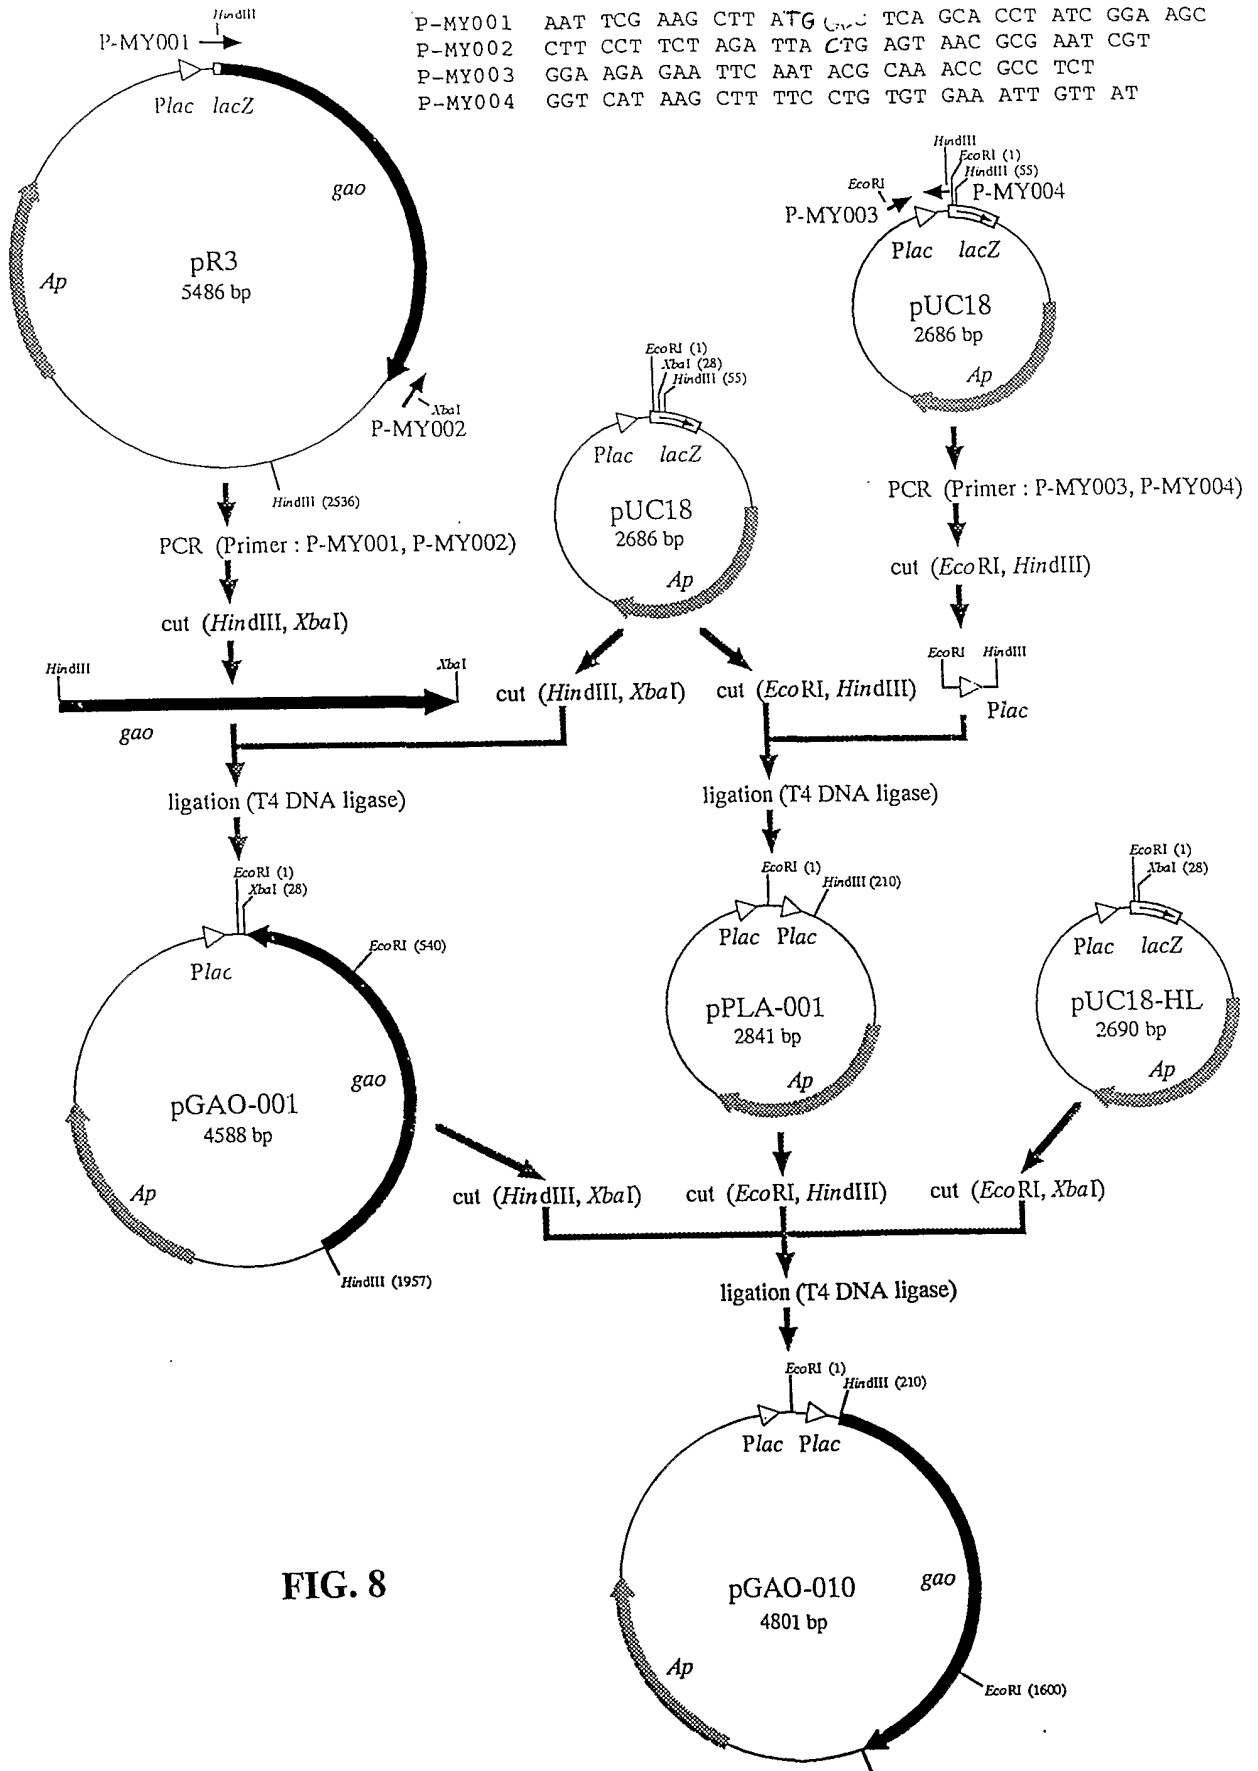 P-MY001 AAT TCG AAG CTT ATG TCA GCA CCT ATC GGA AGC
P-MY002 CTT CCT TCT AGA TTA CTG AGT AAC GCG AAT CGT
P-MY003 GGA AGA GAA TTC AAT ACG CAA ACC GCC TCT
P-MY004 GGT CAT AAG CTT TTC CTG TGT GAA ATT GTT AT
HindIII
P-MY001
Plac lacZ
gao
Ap
pR3
5486 bp
XbaI
P-MY002
HindIII (2536)
PCR (Primer : P-MY001, P-MY002)
cut (HindIII, XbaI)
HindIII
XbaI
gao
ligation (T4 DNA ligase)
EcoRI (1)
XbaI (28)
HindIII (55)
Plac lacZ
pUC18
2686 bp
Ap
cut (HindIII, XbaI)
cut (EcoRI, HindIII)
HindIII
EcoRI (1)
HindIII (55)
EcoRI
P-MY003
P-MY004
Plac lacZ
pUC18
2686 bp
Ap
PCR (Primer : P-MY003, P-MY004)
cut (EcoRI, HindIII)
EcoRI
HindIII
Plac
ligation (T4 DNA ligase)
EcoRI (1)
XbaI (28)
EcoRI (540)
Plac
gao
pGAO-001
4588 bp
Ap
HindIII (1957)
EcoRI (1)
HindIII (210)
Plac Plac
pPLA-001
2841 bp
Ap
EcoRI (1)
XbaI (28)
Plac lacZ
pUC18-HL
2690 bp
Ap
cut (HindIII, XbaI)
cut (EcoRI, HindIII)
cut (EcoRI, XbaI)
ligation (T4 DNA ligase)
EcoRI (1)
HindIII (210)
Plac Plac
gao
pGAO-010
4801 bp
Ap
EcoRI (1600)
FIG. 8